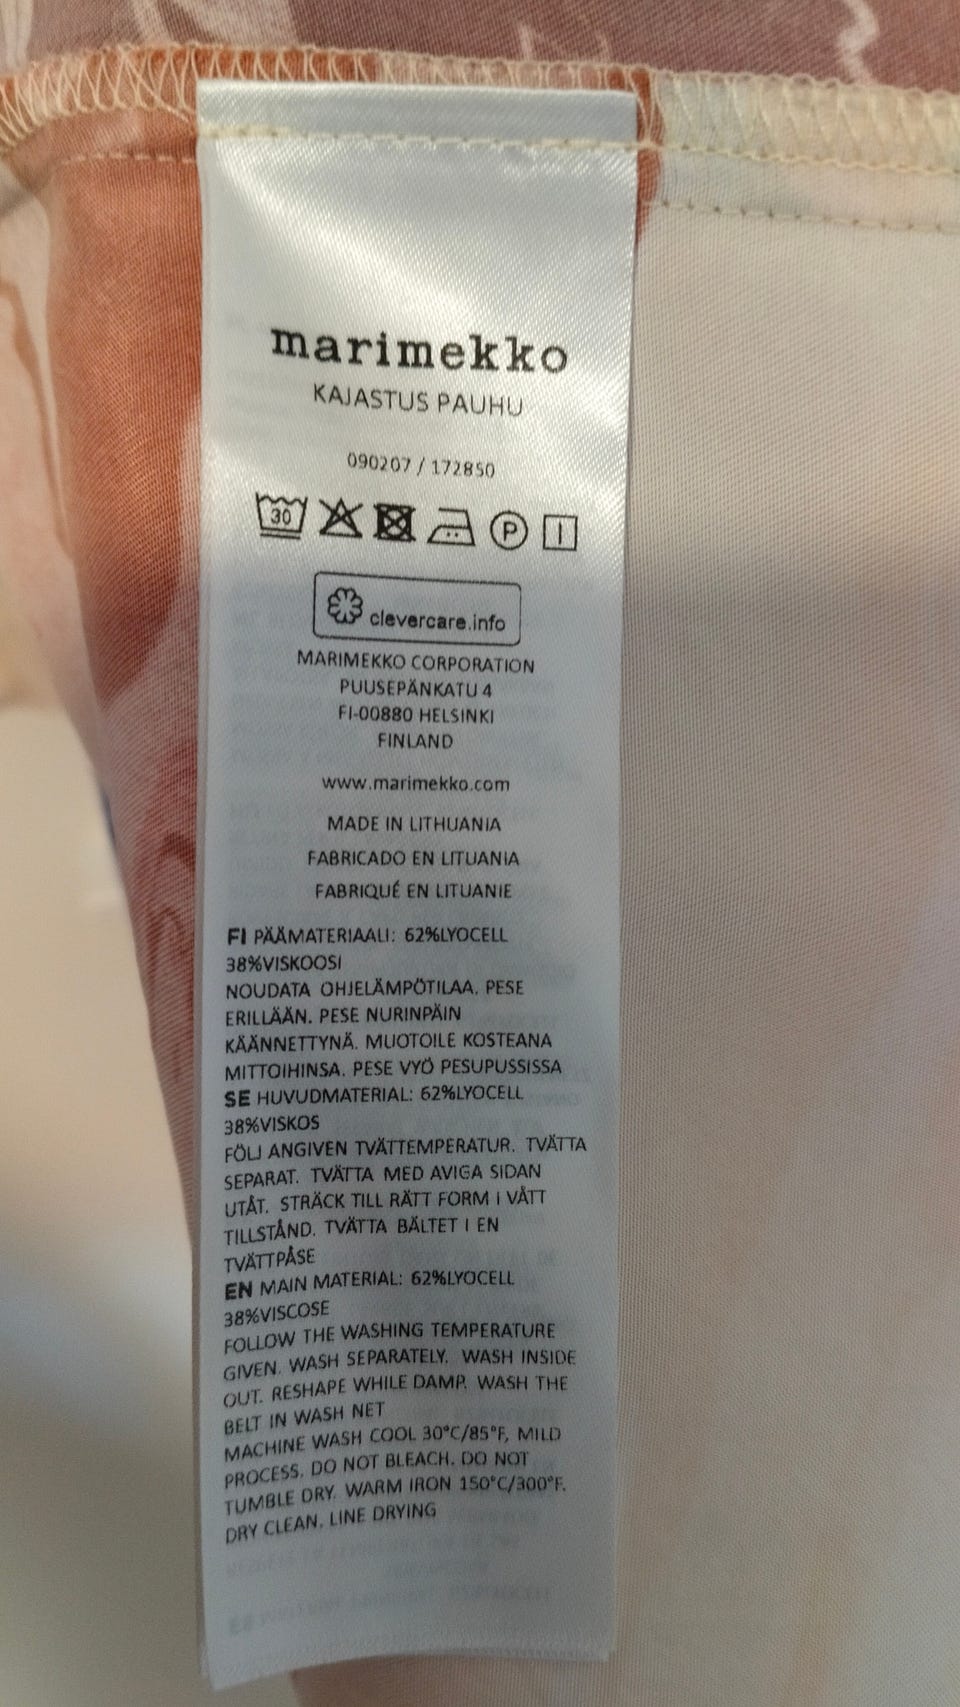 marimekko
KAJASTUS PAUHU
090207 / 172850
30 P
clevercare.info
MARIMEKKO CORPORATION
PUUSEPÄNKATU 4
FI-00880 HELSINKI
FINLAND
www.marimekko.com
MADE IN LITHUANIA
FABRICADO EN LITUANIA
FABRIQUÉ EN LITUANIE
FI PÄÄMATERIAALI: 62%LYOCELL
38%VISKOOSI
NOUDATA OHJELÄMPÖTILAA. PESE
ERILLÄÄN. PESE NURINPÄIN
KÄÄNNETTYNÄ. MUOTOILE KOSTEANA
MITTOIHINSA. PESE VYÖ PESUPUSSISSA
SE HUVUDMATERIAL: 62%LYOCELL
38%VISKOS
FÖLJ ANGIVEN TVÄTTEMPERATUR. TVÄTTA
SEPARAT. TVÄTTA MED AVIGA SIDAN
UTÅT. STRÄCK TILL RÄTT FORM I VÅTT
TILLSTÅND. TVÄTTA BÄLTET I EN
TVÄTTPÅSE
EN MAIN MATERIAL: 62%LYOCELL
38%VISCOSE
FOLLOW THE WASHING TEMPERATURE
GIVEN. WASH SEPARATELY. WASH INSIDE
OUT. RESHAPE WHILE DAMP. WASH THE
BELT IN WASH NET
MACHINE WASH COOL 30°C/85°F, MILD
PROCESS. DO NOT BLEACH. DO NOT
TUMBLE DRY. WARM IRON 150°C/300°F.
DRY CLEAN. LINE DRYING